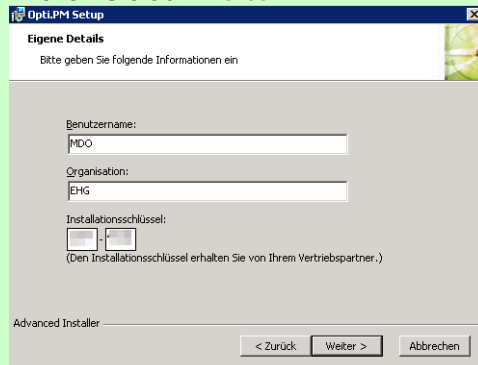 Opti.PM Setup
Eigene Details
Bitte geben Sie folgende Informationen ein
Benutzername:
MDO
Organisation:
EHG
Installationsschlüssel:
-
(Den Installationsschlüssel erhalten Sie von Ihrem Vertriebspartner.)
Advanced Installer
< Zurück Weiter > Abbrechen